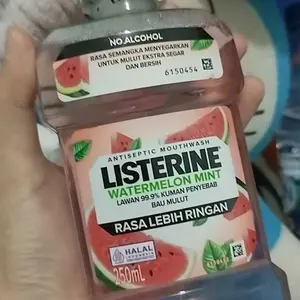 NO ALCOHOL
RASA SEMANGKA MENYEGARKAN
UNTUK MULUT EKSTRA SEGAR
DAN BERSIH
6150454
ANTISEPTIC MOUTHWASH
LISTERINE
WATERMELON MINT
LAWAN 99.9% KUMAN PENYEBAB
BAU MULUT
RASA LEBIH RINGAN
HALAL
INDONESIA
250mL